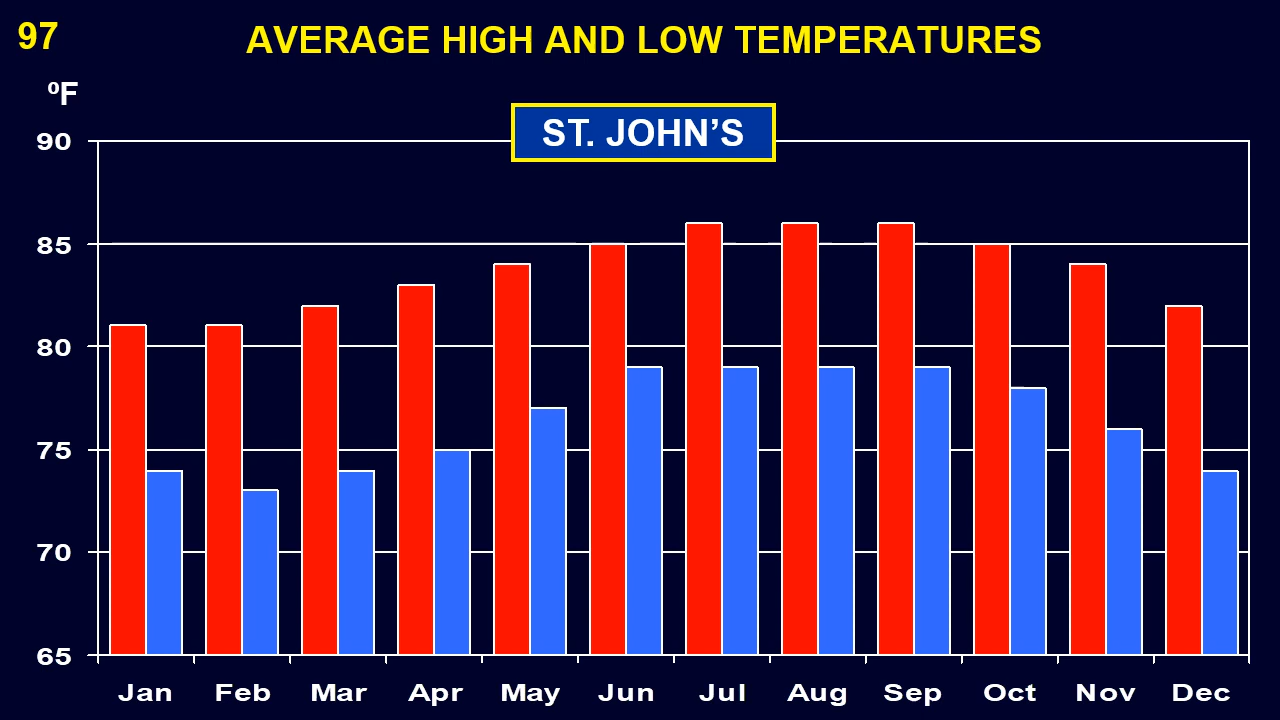 97
AVERAGE HIGH AND LOW TEMPERATURES
ºF
ST. JOHN’S
90
85
80
75
70
65
Jan Feb Mar Apr May Jun Jul Aug Sep Oct Nov Dec